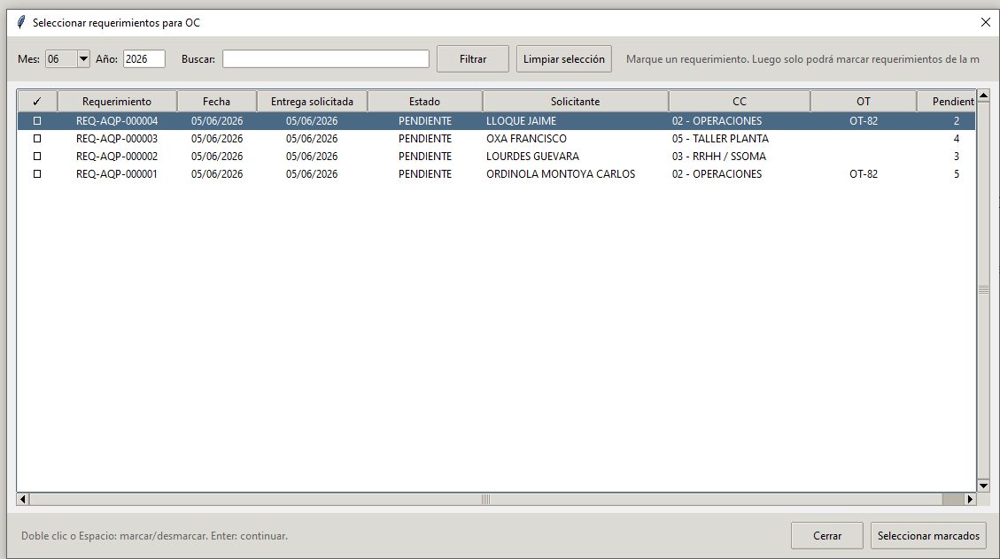 Seleccionar requerimientos para OC
Mes: 06 Año: 2026 Buscar: Filtrar Limpiar selección Marque un requerimiento. Luego solo podrá marcar requerimientos de la m
✓ Requerimiento Fecha Entrega solicitada Estado Solicitante CC OT Pendient
REQ-AQP-000004 05/06/2026 05/06/2026 PENDIENTE LLOQUE JAIME 02 - OPERACIONES OT-82 2
REQ-AQP-000003 05/06/2026 05/06/2026 PENDIENTE OXA FRANCISCO 05 - TALLER PLANTA 4
REQ-AQP-000002 05/06/2026 05/06/2026 PENDIENTE LOURDES GUEVARA 03 - RRHH / SSOMA 3
REQ-AQP-000001 05/06/2026 05/06/2026 PENDIENTE ORDINOLA MONTOYA CARLOS 02 - OPERACIONES OT-82 5
Doble clic o Espacio: marcar/desmarcar. Enter: continuar. Cerrar Seleccionar marcados